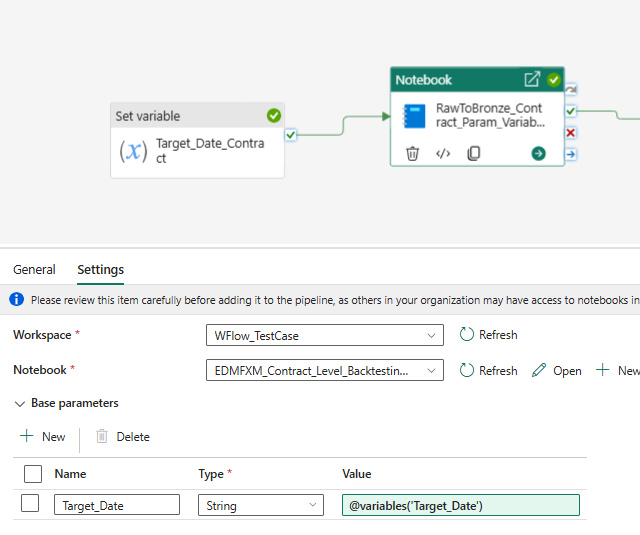 Set variable
(x)
Target_Date_Contra
ct
Notebook
RawToBronze_Cont
ract_Param_Variab...
General
Settings
Please review this item carefully before adding it to the pipeline, as others in your organization may have access to notebooks in
Workspace *
WFlow_TestCase
Refresh
Notebook *
EDMFXM_Contract_Level_Backtestin...
Refresh
Open
New
Base parameters
New
Delete
Name
Type *
Value
Target_Date
String
@variables('Target_Date')